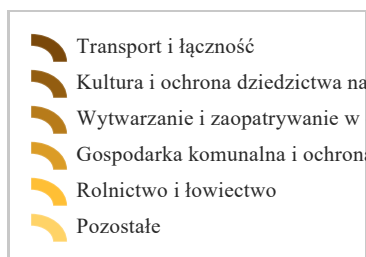 Transport i łączność
Kultura i ochrona dziedzictwa na
Wytwarzanie i zaopatrywanie w
Gospodarka komunalna i ochrona
Rolnictwo i łowiectwo
Pozostałe